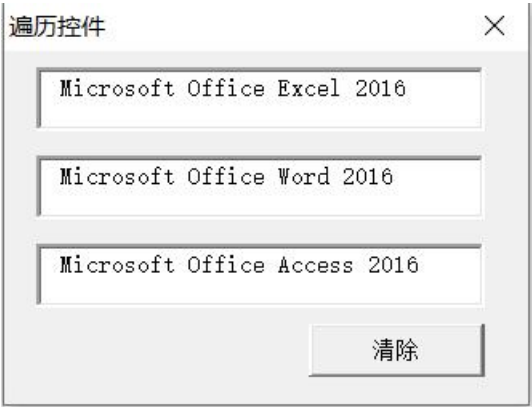 遍历控件
Microsoft Office Excel 2016
Microsoft Office Word 2016
Microsoft Office Access 2016
清除